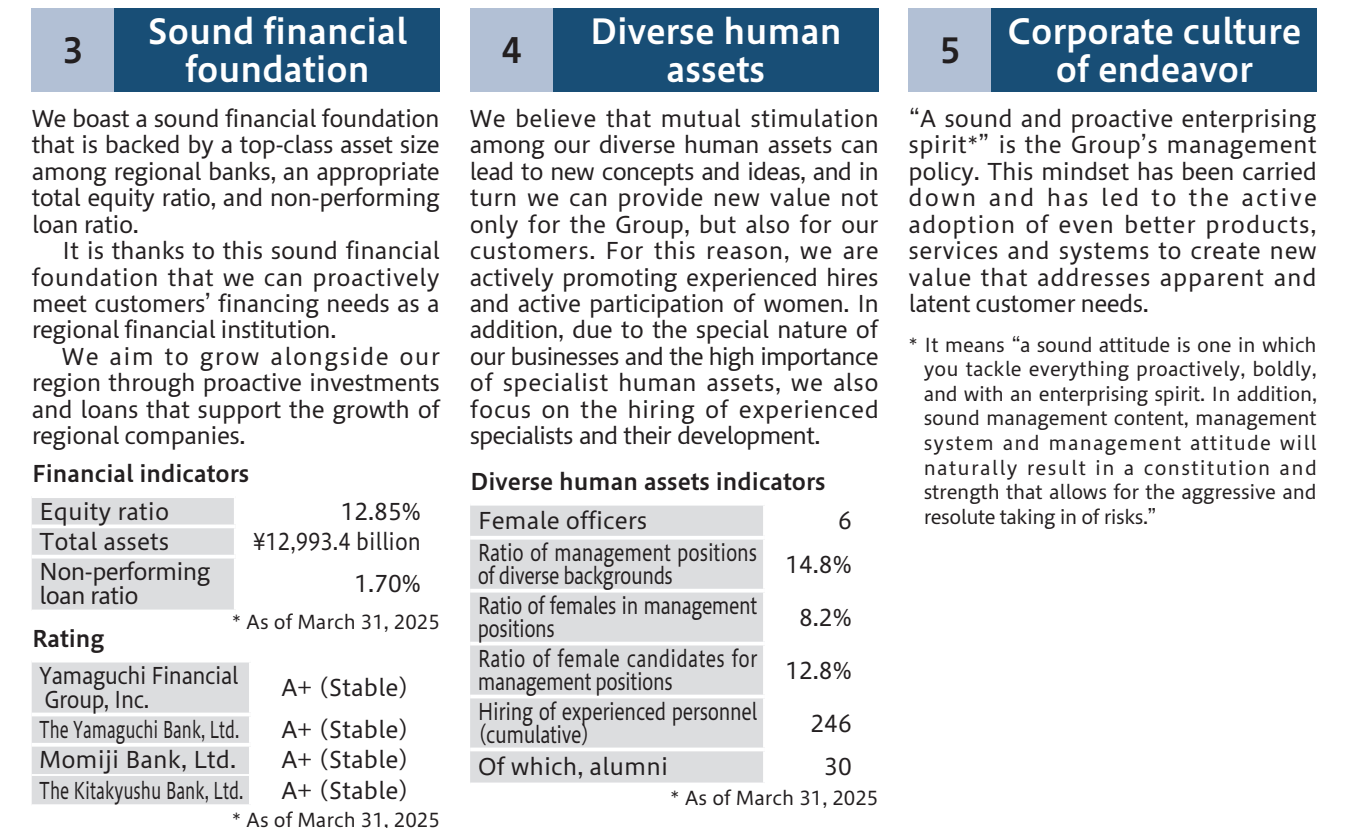 3
Sound financial
foundation
We boast a sound financial foundation
that is backed by a top-class asset size
among regional banks, an appropriate
total equity ratio, and non-performing
loan ratio.
It is thanks to this sound financial
foundation that we can proactively
meet customers’ financing needs as a
regional financial institution.
We aim to grow alongside our
region through proactive investments
and loans that support the growth of
regional companies.
Financial indicators
Equity ratio 12.85%
Total assets ¥12,993.4 billion
Non-performing
loan ratio 1.70%
* As of March 31, 2025
Rating
Yamaguchi Financial
Group, Inc. A+ (Stable)
The Yamaguchi Bank, Ltd. A+ (Stable)
Momiji Bank, Ltd. A+ (Stable)
The Kitakyushu Bank, Ltd. A+ (Stable)
* As of March 31, 2025
4
Diverse human
assets
We believe that mutual stimulation
among our diverse human assets can
lead to new concepts and ideas, and in
turn we can provide new value not
only for the Group, but also for our
customers. For this reason, we are
actively promoting experienced hires
and active participation of women. In
addition, due to the special nature of
our businesses and the high importance
of specialist human assets, we also
focus on the hiring of experienced
specialists and their development.
Diverse human assets indicators
Female officers 6
Ratio of management positions
of diverse backgrounds 14.8%
Ratio of females in management
positions 8.2%
Ratio of female candidates for
management positions 12.8%
Hiring of experienced personnel
(cumulative) 246
Of which, alumni 30
* As of March 31, 2025
5
Corporate culture
of endeavor
“A sound and proactive enterprising
spirit*” is the Group’s management
policy. This mindset has been carried
down and has led to the active
adoption of even better products,
services and systems to create new
value that addresses apparent and
latent customer needs.
* It means “a sound attitude is one in which
you tackle everything proactively, boldly,
and with an enterprising spirit. In addition,
sound management content, management
system and management attitude will
naturally result in a constitution and
strength that allows for the aggressive and
resolute taking in of risks.”